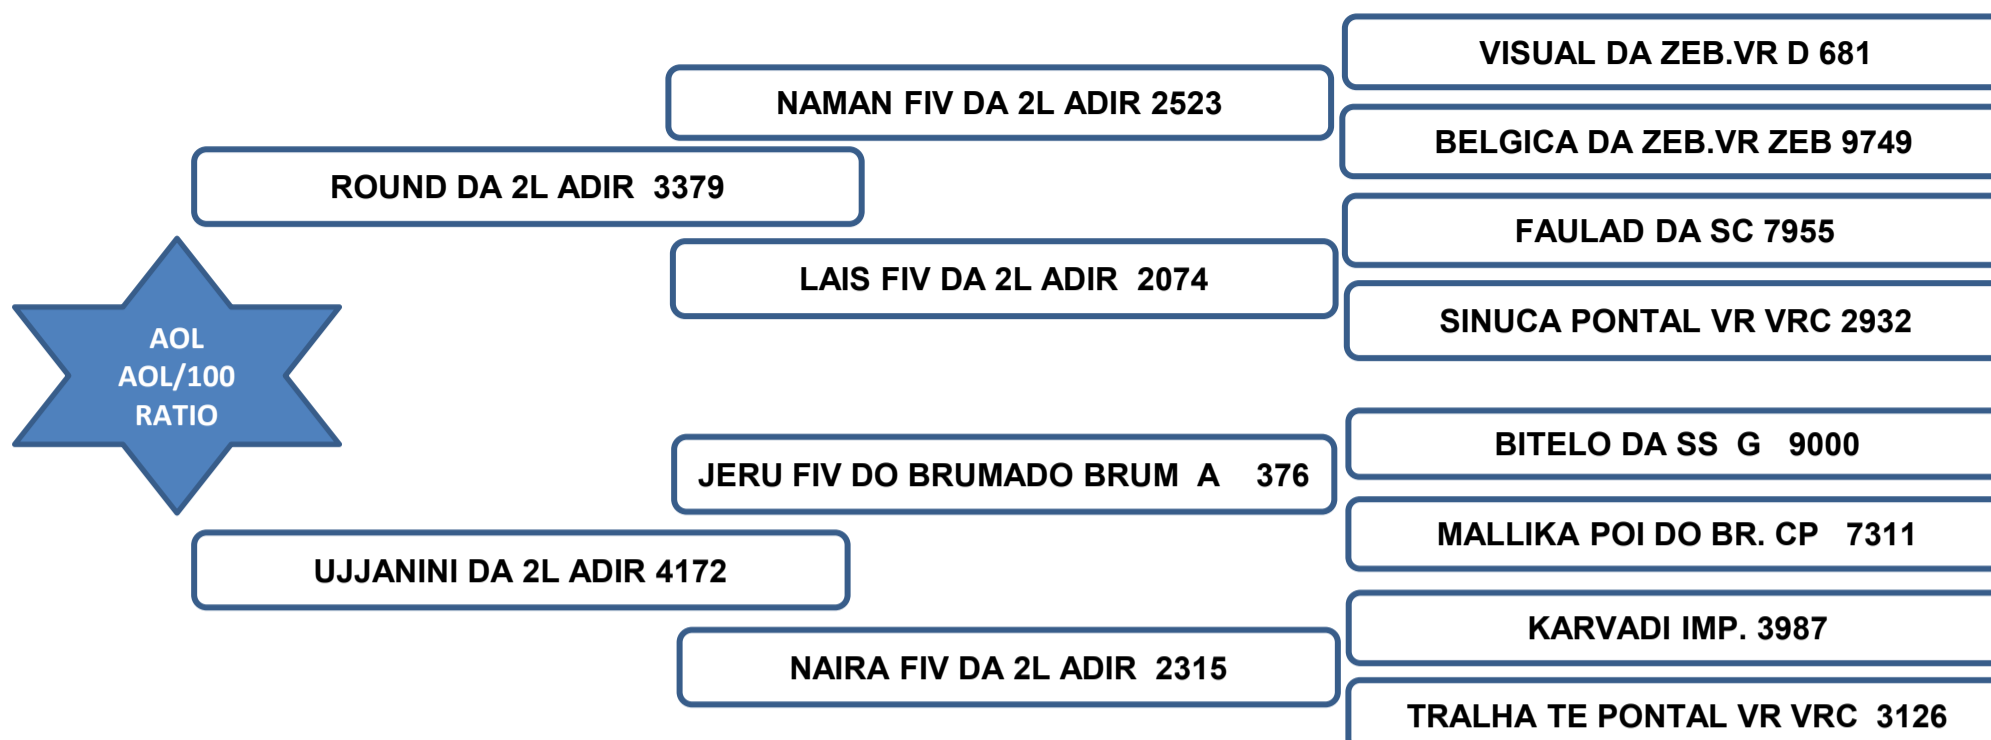 VISUAL DA ZEB.VR D 681
NAMAN FIV DA 2L ADIR 2523
BELGICA DA ZEB.VR ZEB 9749
ROUND DA 2L ADIR 3379
FAULAD DA SC 7955
LAIS FIV DA 2L ADIR 2074
SINUCA PONTAL VR VRC 2932
AOL
AOL/100
RATIO
BITELO DA SS G 9000
JERU FIV DO BRUMADO BRUM A 376
MALLIKA POI DO BR. CP 7311
UJJANINI DA 2L ADIR 4172
KARVADI IMP. 3987
NAIRA FIV DA 2L ADIR 2315
TRALHA TE PONTAL VR VRC 3126